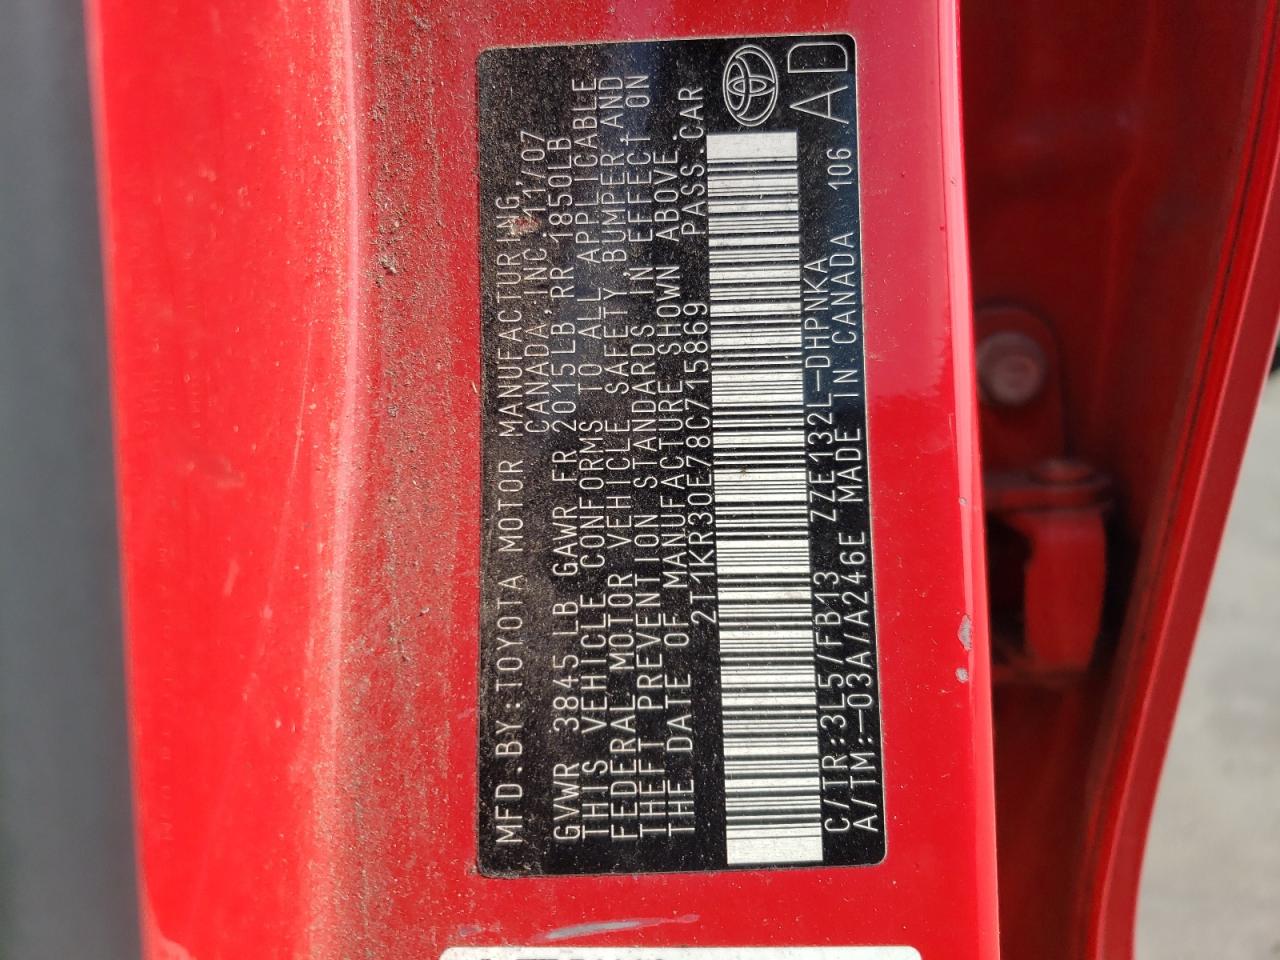 MFD.BY:TOYOTA MOTOR MANUFACTURING
CANADA,INC. 11/07
GVWR 3845 LB GAWR FR 2015LB RR 1850LB
THIS VEHICLE CONFORMS TO ALL APPLICABLE
FEDERAL MOTOR VEHICLE SAFETY BUMPER,AND
THEFT PREVENTION STANDARDS IN EFFECT ON
THE DATE OF MANUFACTURE SHOWN ABOVE.
2T1KR30E78C715869 PASS.CAR
C/TR:3L5/FB13 ZZE132L-DHPNKA
A/TM:-03A/A246E MADE IN CANADA 106
AD